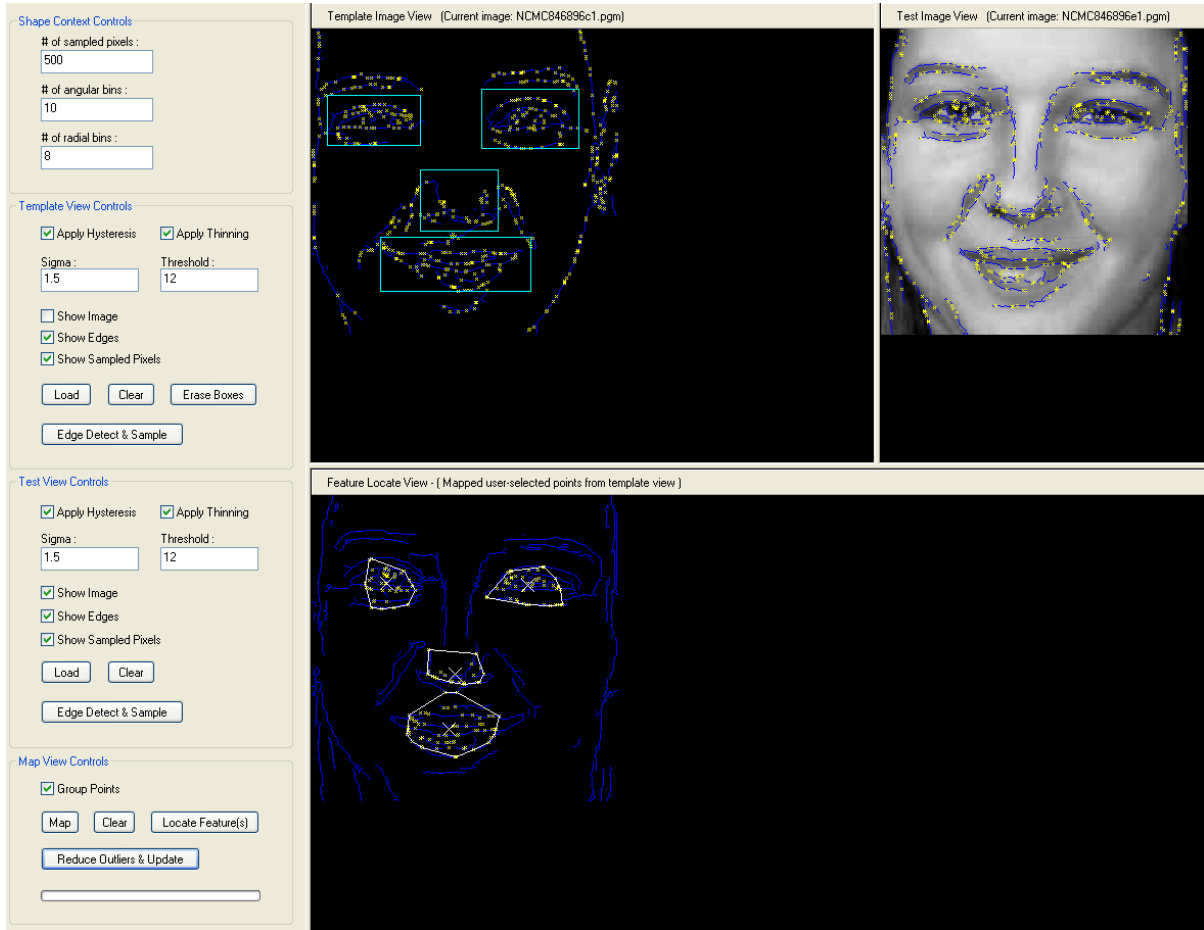 Shape Context Controls
# of sampled pixels :
500
# of angular bins :
10
# of radial bins :
8
Template View Controls
Apply Hysteresis Apply Thinning
Sigma : Threshold :
1.5 12
Show Image
Show Edges
Show Sampled Pixels
Load Clear Erase Boxes
Edge Detect & Sample
Test View Controls
Apply Hysteresis Apply Thinning
Sigma : Threshold :
1.5 12
Show Image
Show Edges
Show Sampled Pixels
Load Clear
Edge Detect & Sample
Map View Controls
Group Points
Map Clear Locate Feature(s)
Reduce Outliers & Update
Template Image View (Current image: NCMC846896c1.pgm)
Test Image View (Current image: NCMC846896e1.pgm)
Feature Locate View - ( Mapped user-selected points from template view )